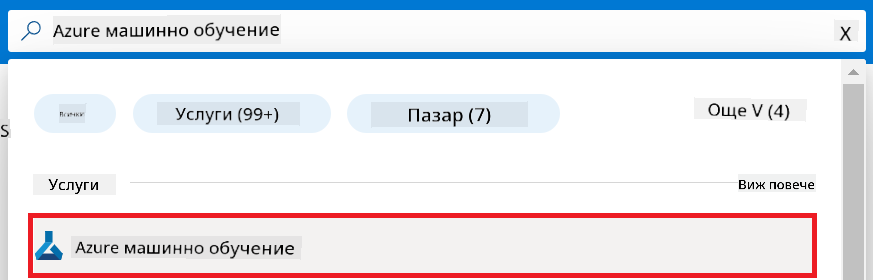 Azure машинно обучение X
Всички Услуги (99+) Пазар (7) Още V (4)
S
Услуги Виж повече
Azure машинно обучение